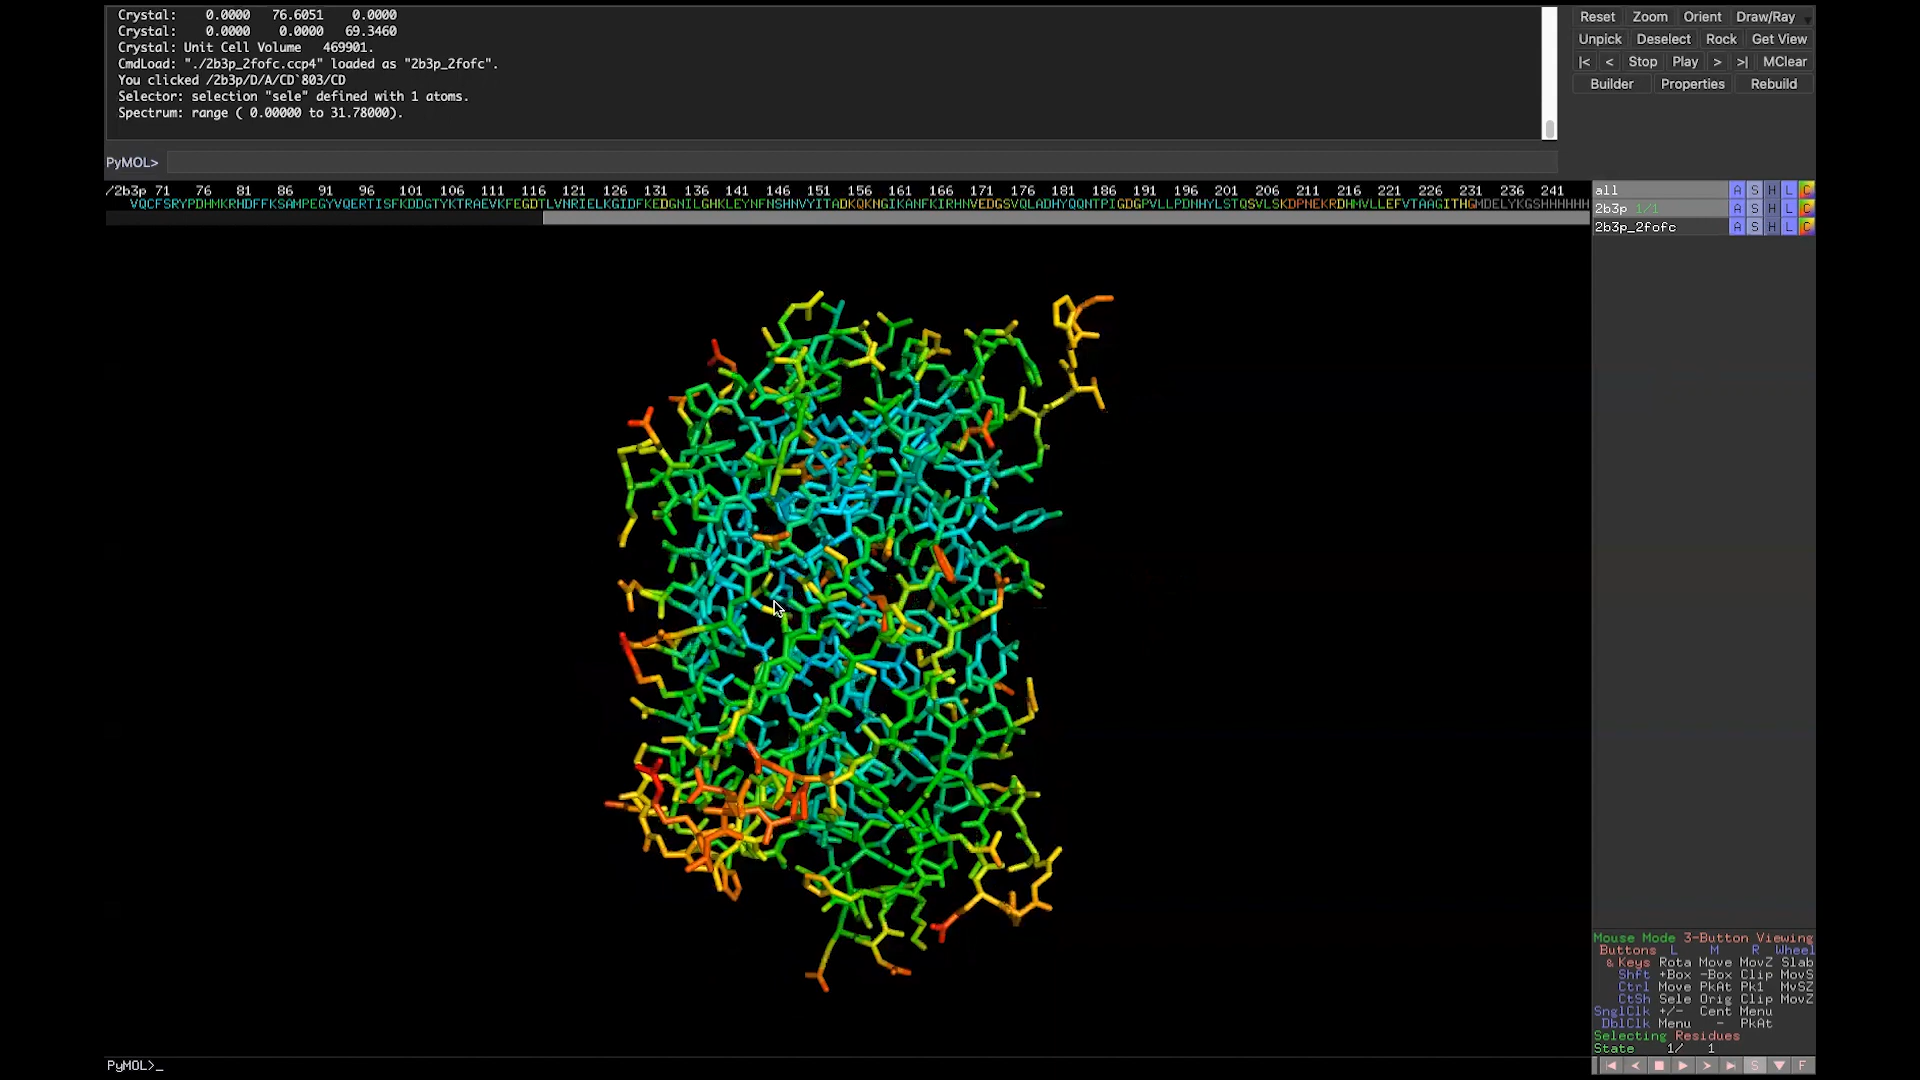 Crystal: 0.0000 76.6051 0.0000
Crystal: 0.0000 0.0000 69.3460
Crystal: Unit Cell Volume 469901.
CmdLoad: "./2b3p_2fofc.ccp4" loaded as "2b3p_2fofc".
You clicked /2b3p/D/A/CD`803/CD
Selector: selection "sele" defined with 1 atoms.
Spectrum: range ( 0.00000 to 31.78000).
PyMOL>
Reset Zoom Orient Draw/Ray
Unpick Deselect Rock Get View
|< < Stop Play > >| MClear
Builder Properties Rebuild
/2b3p 71 76 81 86 91 96 101 106 111 116 121 126 131 136 141 146 151 156 161 166 171 176 181 186 191 196 201 206 211 216 221 226 231 236 241
VQCFSRYPDHMKRHDFFKSAMPEGYVQERTISFKDDGTYKTRAEVKFEGDTLVNRIELKGIDFKEDGNILGHKLEYNFNSHNVYITADKQKNGIKANFKIRHNVEDGSVQLADHYQQNTPIGDGPVLLPDNHYLSTQSVLSKDPNEKRDHMVLLEFVTAAGITHGMDELYKGSHHHHHH
all A S H L C
2b3p 1/1 A S H L C
2b3p_2fofc A S H L C
Mouse Mode 3-Button Viewing
Buttons L M R Wheel
& Keys Rota Move MovZ Slab
Shft +Box -Box Clip MovS
Ctrl Move PkAt Pk1 MvSZ
CtSh Sele Orig Clip MovZ
SnglClk +/- Cent Menu
DblClk Menu - PkAt
Selecting Residues
State 1/ 1
PyMOL>_
S F